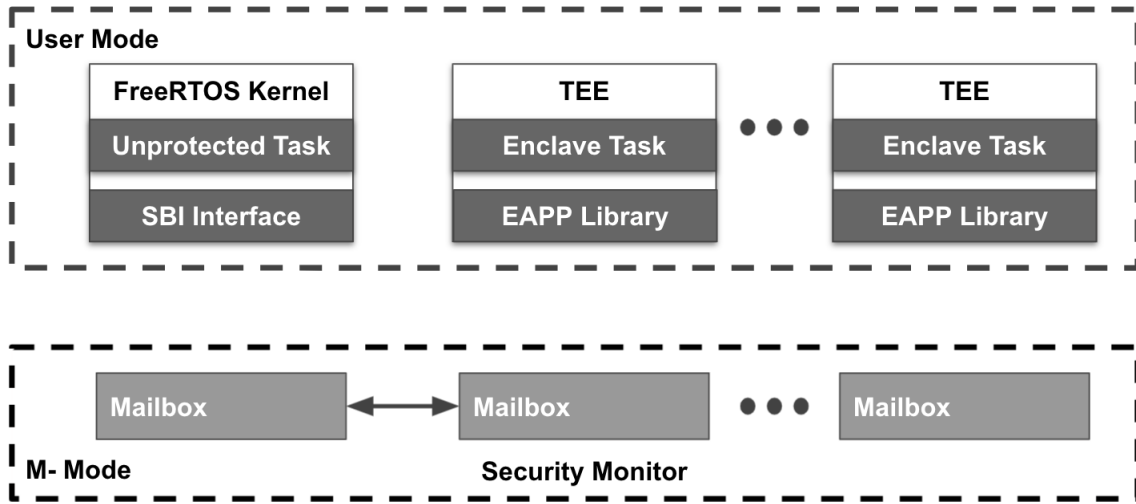 User Mode
FreeRTOS Kernel
Unprotected Task
SBI Interface
TEE
Enclave Task
EAPP Library
TEE
Enclave Task
EAPP Library
Mailbox
Mailbox
Mailbox
M- Mode
Security Monitor